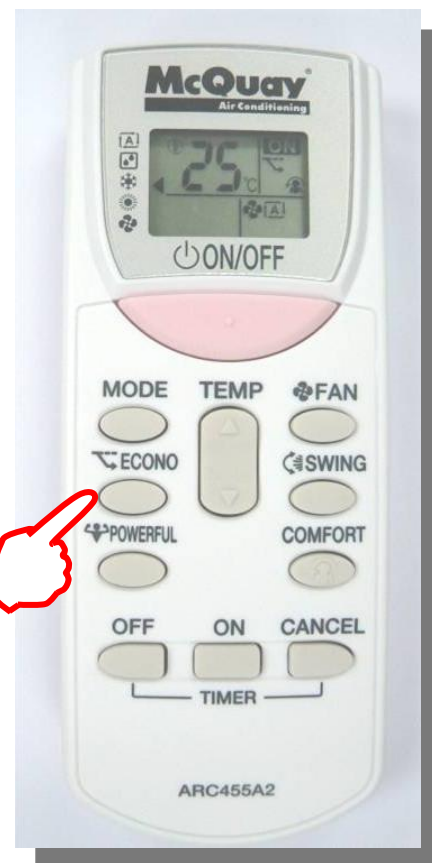 McQuay
Air Conditioning
A
ON
25 °C
A
ON/OFF
MODE TEMP FAN
ECONO SWING
POWERFUL COMFORT
OFF ON CANCEL
TIMER
ARC455A2